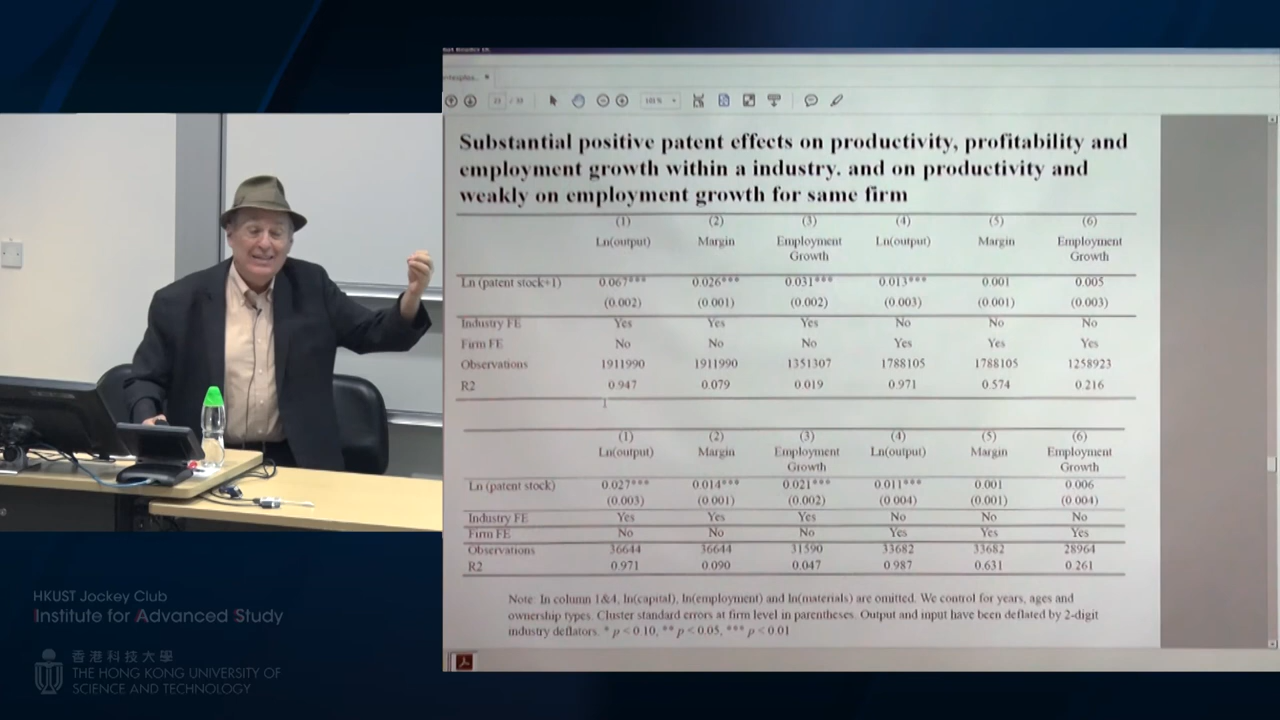 Substantial positive patent effects on productivity, profitability and
employment growth within a industry. and on productivity and
weakly on employment growth for same firm
(1) (2) (3) (4) (5) (6)
Ln(output) Margin Employment Growth Ln(output) Margin Employment Growth
Ln (patent stock+1) 0.067*** 0.026*** 0.031*** 0.013*** 0.001 0.005
(0.002) (0.001) (0.002) (0.003) (0.001) (0.003)
Industry FE Yes Yes Yes No No No
Firm FE No No No Yes Yes Yes
Observations 1911990 1911990 1351307 1788105 1788105 1258923
R2 0.947 0.079 0.019 0.971 0.574 0.216
(1) (2) (3) (4) (5) (6)
Ln(output) Margin Employment Growth Ln(output) Margin Employment Growth
Ln (patent stock) 0.027*** 0.014*** 0.021*** 0.011*** 0.001 0.006
(0.003) (0.001) (0.002) (0.004) (0.001) (0.004)
Industry FE Yes Yes Yes No No No
Firm FE No No No Yes Yes Yes
Observations 36644 36644 31590 33682 33682 28964
R2 0.971 0.090 0.047 0.987 0.631 0.261
Note: In column 1&4, ln(capital), ln(employment) and ln(materials) are omitted. We control for years, ages and
ownership types. Cluster standard errors at firm level in parentheses. Output and input have been deflated by 2-digit
industry deflators. * p < 0.10, ** p < 0.05, *** p < 0.01
HKUST Jockey Club
Institute for Advanced Study
香港科技大學
THE HONG KONG UNIVERSITY OF
SCIENCE AND TECHNOLOGY